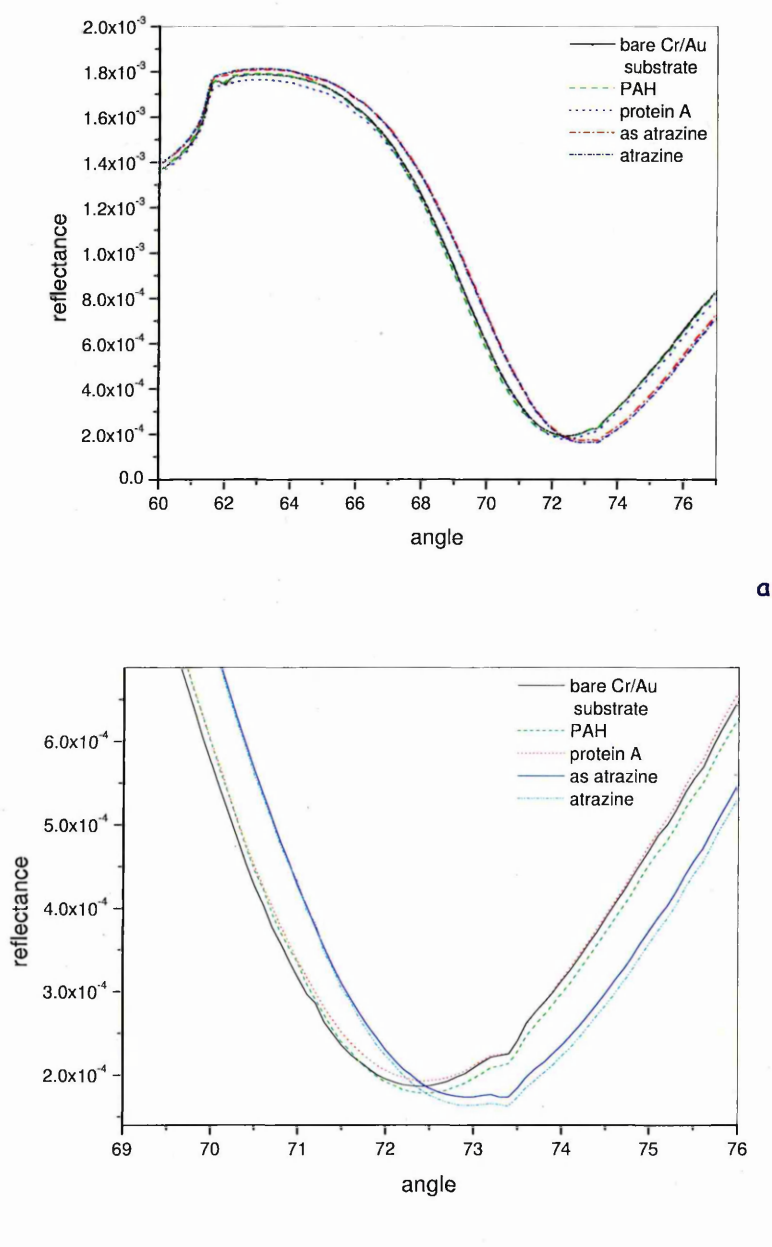 2.0x10-3
1.8x10-3
1.6x10-3
1.4x10-3
1.2x10-3
1.0x10-3
8.0x10-4
6.0x10-4
4.0x10-4
2.0x10-4
0.0
reflectance
60 62 64 66 68 70 72 74 76
angle
bare Cr/Au
substrate
PAH
protein A
as atrazine
atrazine
a
6.0x10-4
5.0x10-4
4.0x10-4
3.0x10-4
2.0x10-4
reflectance
69 70 71 72 73 74 75 76
angle
bare Cr/Au
substrate
PAH
protein A
as atrazine
atrazine